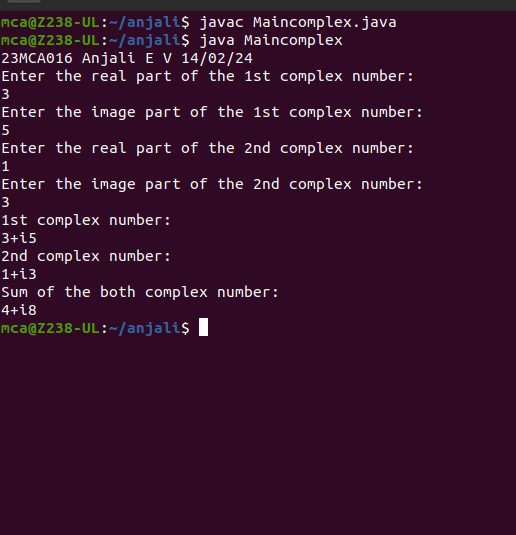 mca@Z238-UL:~/anjali$ javac Maincomplex.java
mca@Z238-UL:~/anjali$ java Maincomplex
23MCA016 Anjali E V 14/02/24
Enter the real part of the 1st complex number:
3
Enter the image part of the 1st complex number:
5
Enter the real part of the 2nd complex number:
1
Enter the image part of the 2nd complex number:
3
1st complex number:
3+i5
2nd complex number:
1+i3
Sum of the both complex number:
4+i8
mca@Z238-UL:~/anjali$